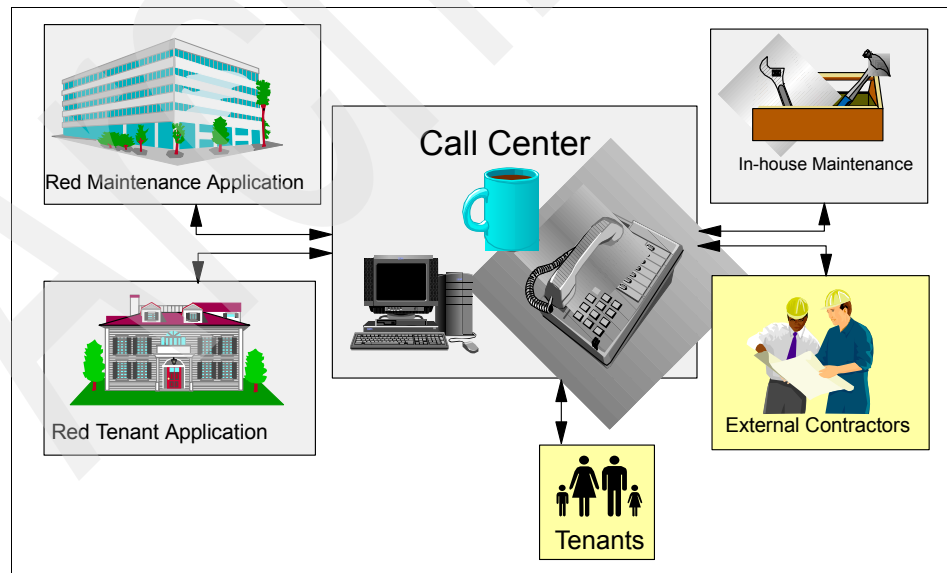 Call Center
Red Maintenance Application
In-house Maintenance
Red Tenant Application
External Contractors
Tenants